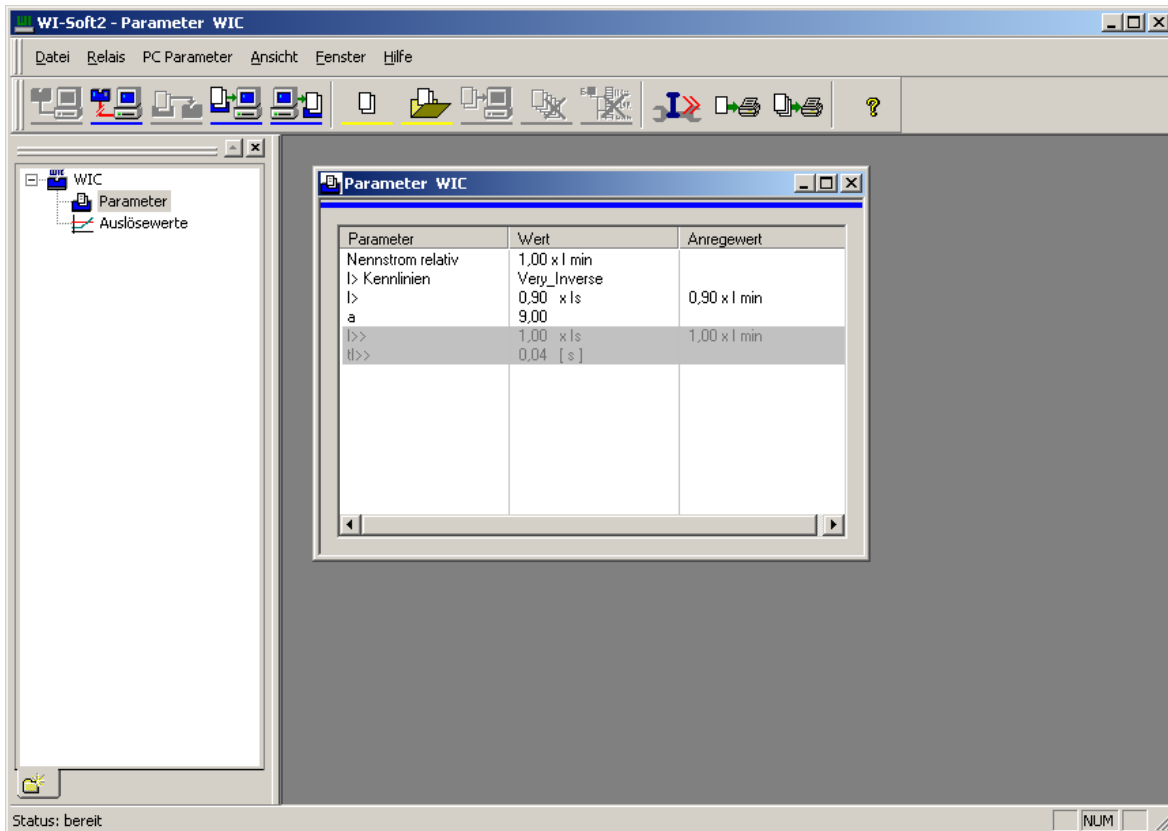 WI-Soft2 - Parameter WIC
Datei Relais PC Parameter Ansicht Fenster Hilfe
WIC
Parameter
Auslösewerte
Parameter WIC
Parameter Wert Anregewert
Nennstrom relativ 1,00 x I min
I> Kennlinien Very_Inverse
I> 0,90 x Is 0,90 x I min
a 9,00
I>> 1,00 x Is 1,00 x I min
tI>> 0,04 [ s ]
Status: bereit NUM